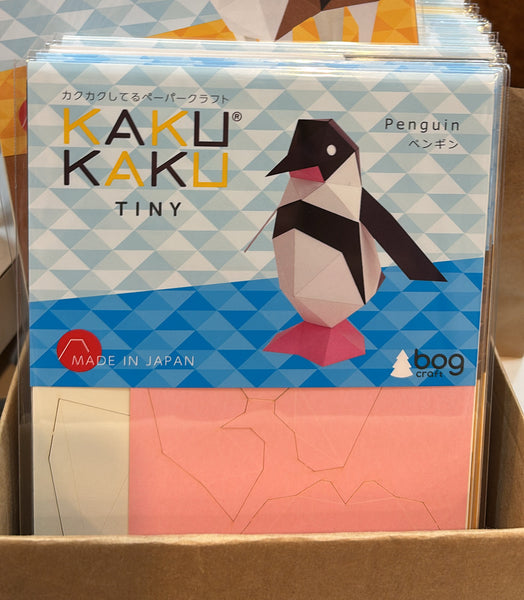 カクカクしてるペーパークラフト
KAKU®
KAKU
TINY
Penguin
ペンギン
MADE IN JAPAN
bog
craft